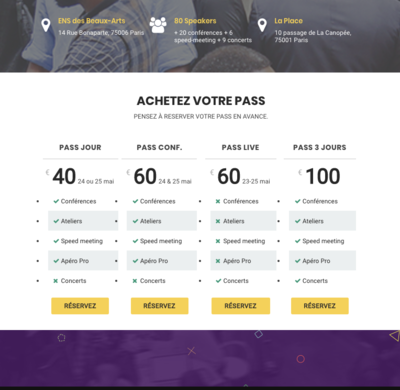 ENS des Beaux-Arts
14 Rue Bonaparte, 75006 Paris
80 Speakers
+ 20 conférences + 6
speed-meeting + 9 concerts
La Place
10 passage de La Canopée,
75001 Paris
ACHETEZ VOTRE PASS
PENSEZ À RESERVER VOTRE PASS EN AVANCE.
PASS JOUR
€ 40 24 ou 25 mai
Conférences
Ateliers
Speed meeting
Apéro Pro
Concerts
RÉSERVEZ
PASS CONF.
€ 60 24 & 25 mai
Conférences
Ateliers
Speed meeting
Apéro Pro
Concerts
RÉSERVEZ
PASS LIVE
€ 60 23-25 mai
Conférences
Ateliers
Speed meeting
Apéro Pro
Concerts
RÉSERVEZ
PASS 3 JOURS
€ 100
Conférences
Ateliers
Speed meeting
Apéro Pro
Concerts
RÉSERVEZ